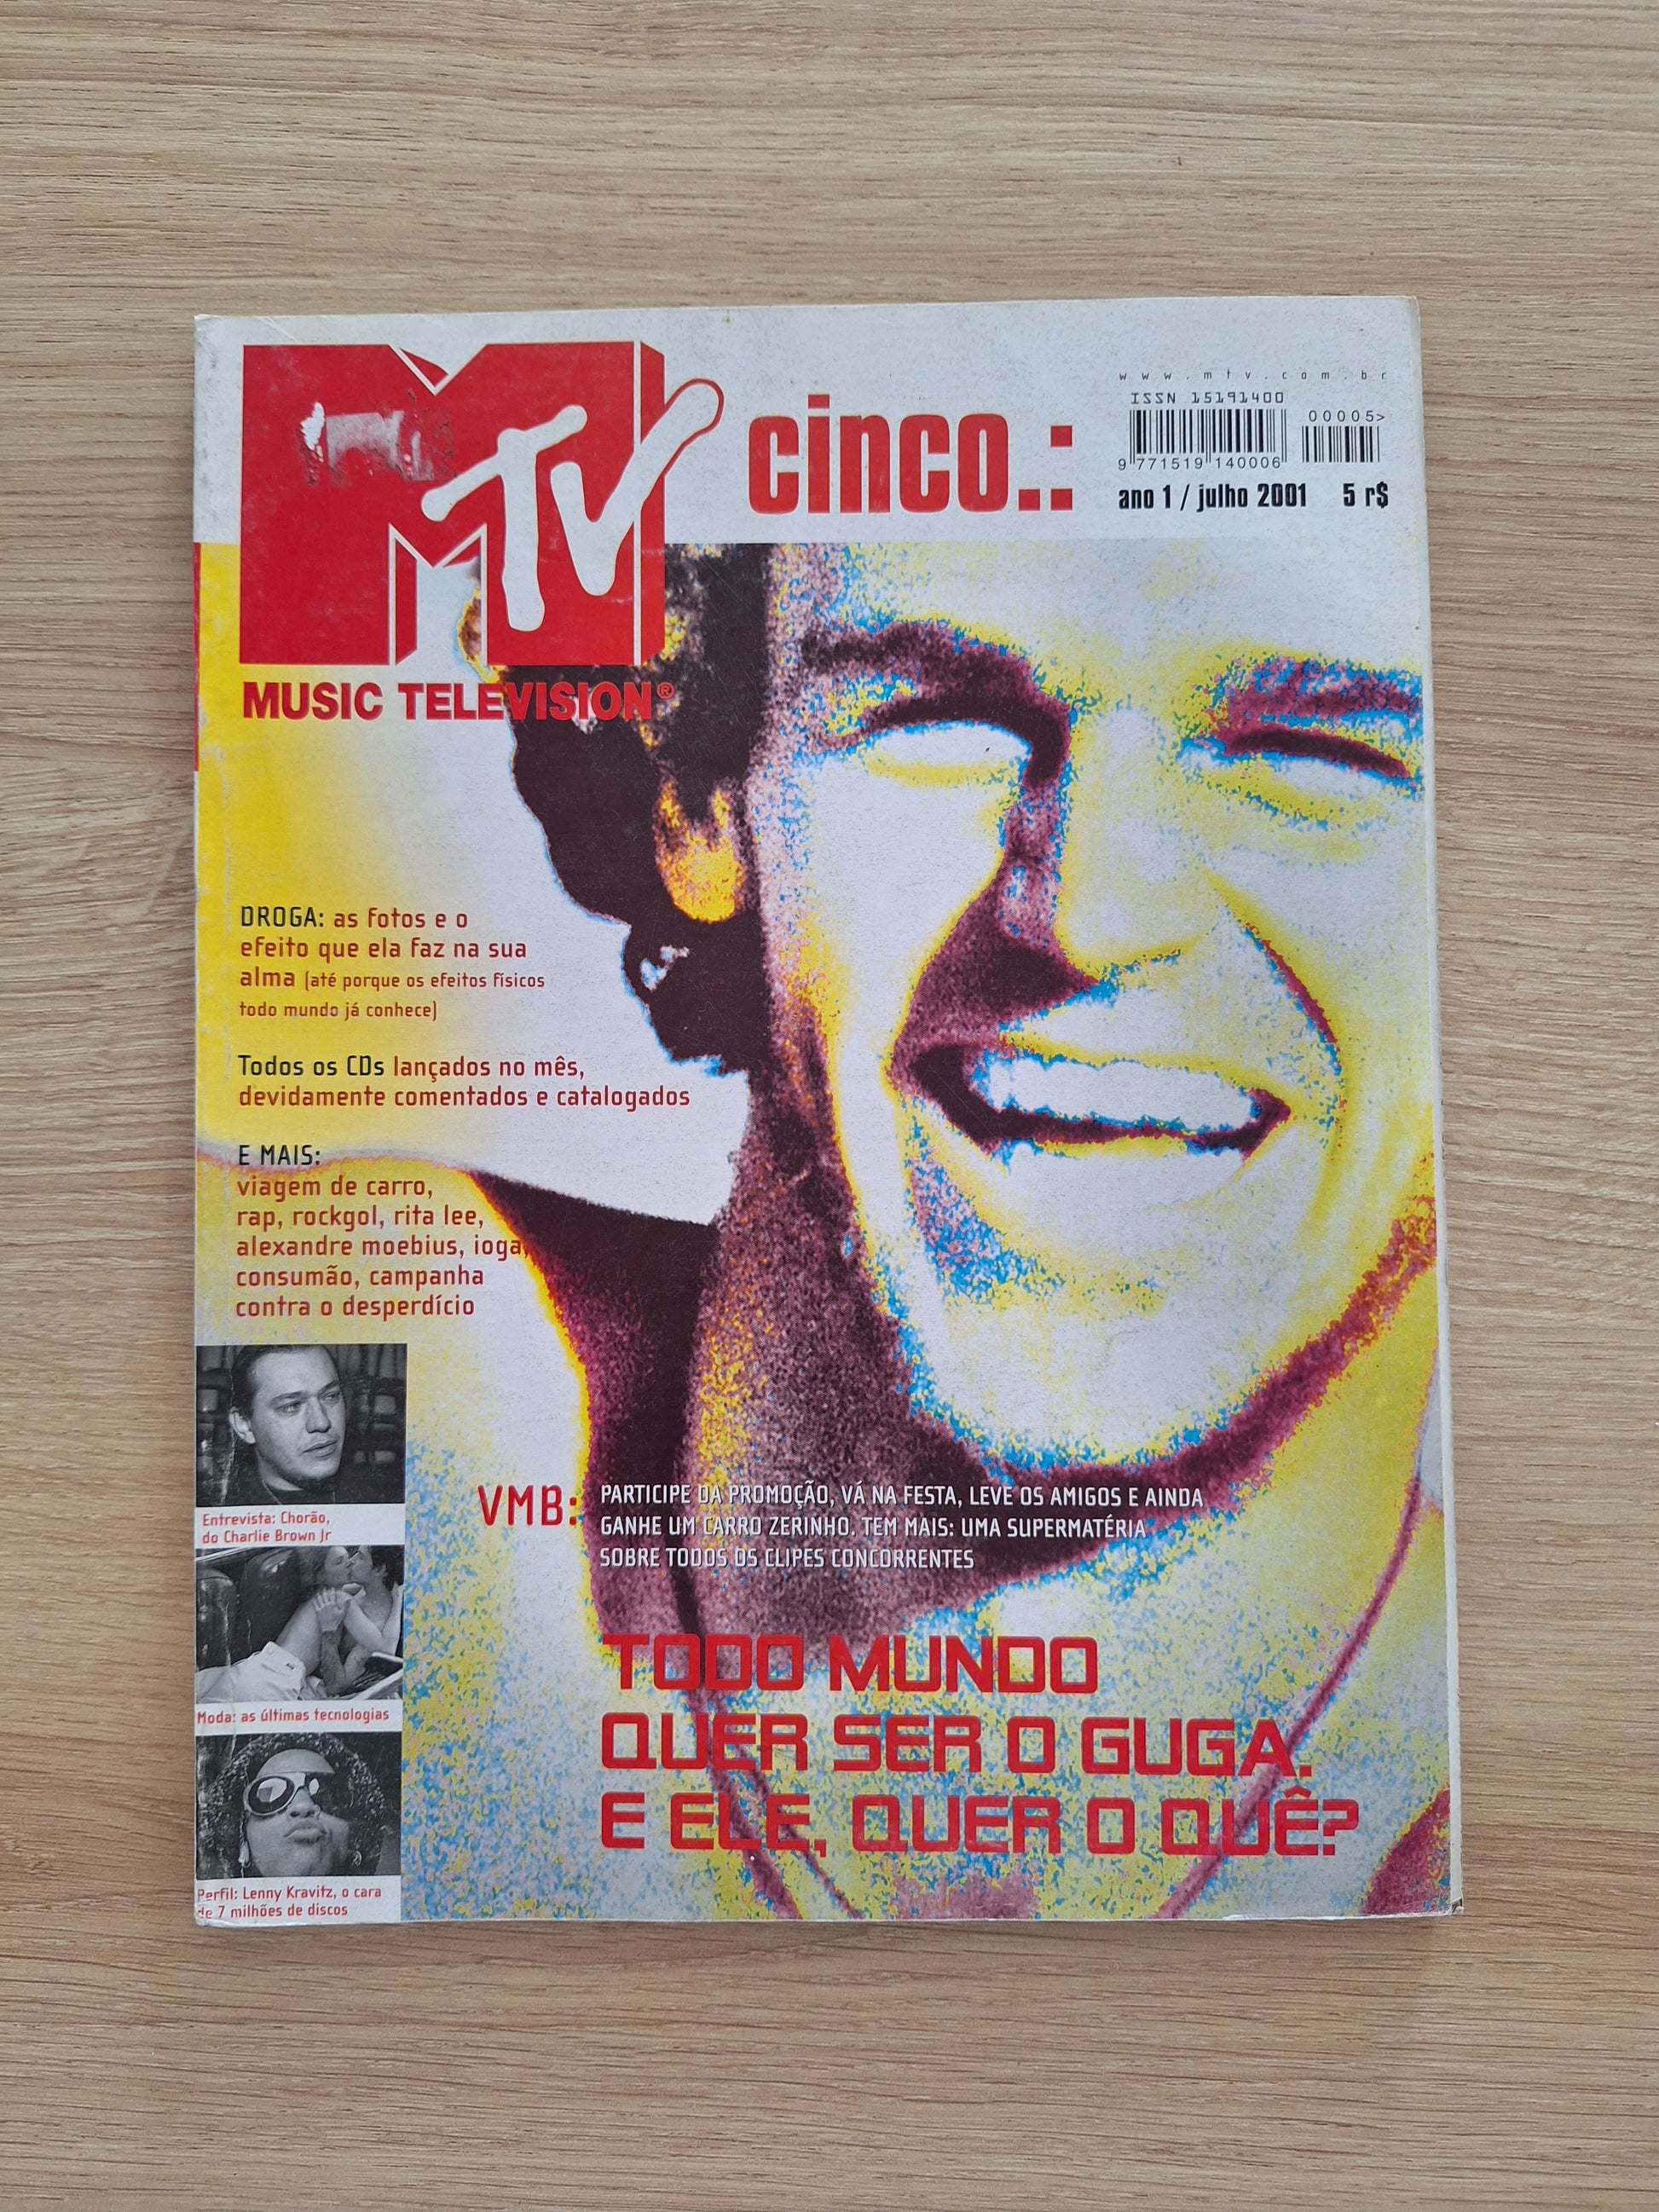 MTV
MUSIC TELEVISION®
cinco.:
www.mtv.com.br
ISSN 15191400
00005>
9 771519 140006
ano 1 / julho 2001 5 r$
DROGA: as fotos e o
efeito que ela faz na sua
alma (até porque os efeitos físicos
todo mundo já conhece)
Todos os CDs lançados no mês,
devidamente comentados e catalogados
E MAIS:
viagem de carro,
rap, rockgol, rita lee,
alexandre moebius, ioga,
consumão, campanha
contra o desperdício
Entrevista: Chorão,
do Charlie Brown Jr
Moda: as últimas tecnologias
Perfil: Lenny Kravitz, o cara
de 7 milhões de discos
VMB: PARTICIPE DA PROMOÇÃO, VÁ NA FESTA, LEVE OS AMIGOS E AINDA
GANHE UM CARRO ZERINHO. TEM MAIS: UMA SUPERMATÉRIA
SOBRE TODOS OS CLIPES CONCORRENTES
TODO MUNDO
QUER SER O GUGA.
E ELE, QUER O QUÊ?